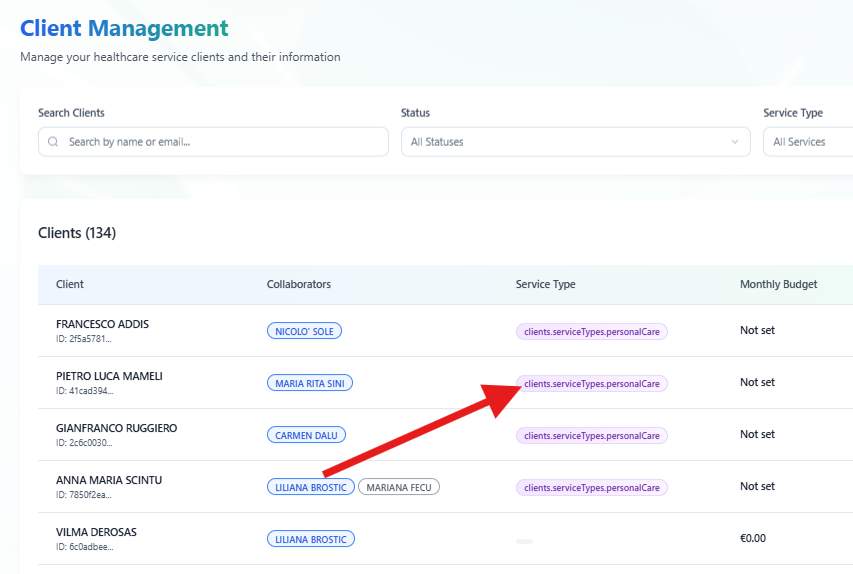 Client Management
Manage your healthcare service clients and their information
Search Clients Status Service Type
Search by name or email... All Statuses All Services
Clients (134)
Client Collaborators Service Type Monthly Budget
FRANCESCO ADDIS NICOLO' SOLE clients.serviceTypes.personalCare Not set
ID: 2f5a5781...
PIETRO LUCA MAMELI MARIA RITA SINI clients.serviceTypes.personalCare Not set
ID: 41cad394...
GIANFRANCO RUGGIERO CARMEN DALU clients.serviceTypes.personalCare Not set
ID: 2c6c0030...
ANNA MARIA SCINTU LILIANA BROSTIC MARIANA FECU clients.serviceTypes.personalCare Not set
ID: 7850f2ea...
VILMA DEROSAS LILIANA BROSTIC €0.00
ID: 6c0adbee...